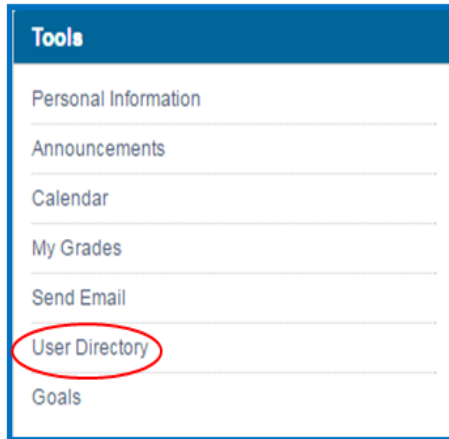 Tools
Personal Information
Announcements
Calendar
My Grades
Send Email
User Directory
Goals